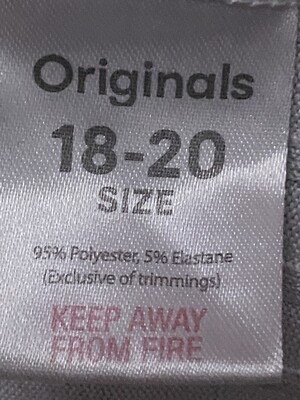 Originals
18-20
SIZE
95% Polyester, 5% Elastane
(Exclusive of trimmings)
KEEP AWAY
FROM FIRE